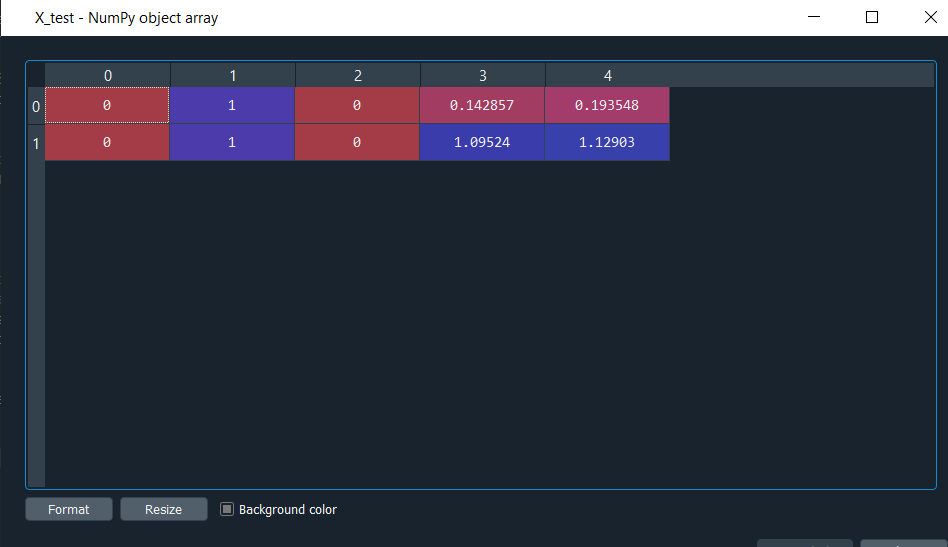 X_test - NumPy object array
0 1 2 3 4
0 0 1 0 0.142857 0.193548
1 0 1 0 1.09524 1.12903
Format Resize Background color